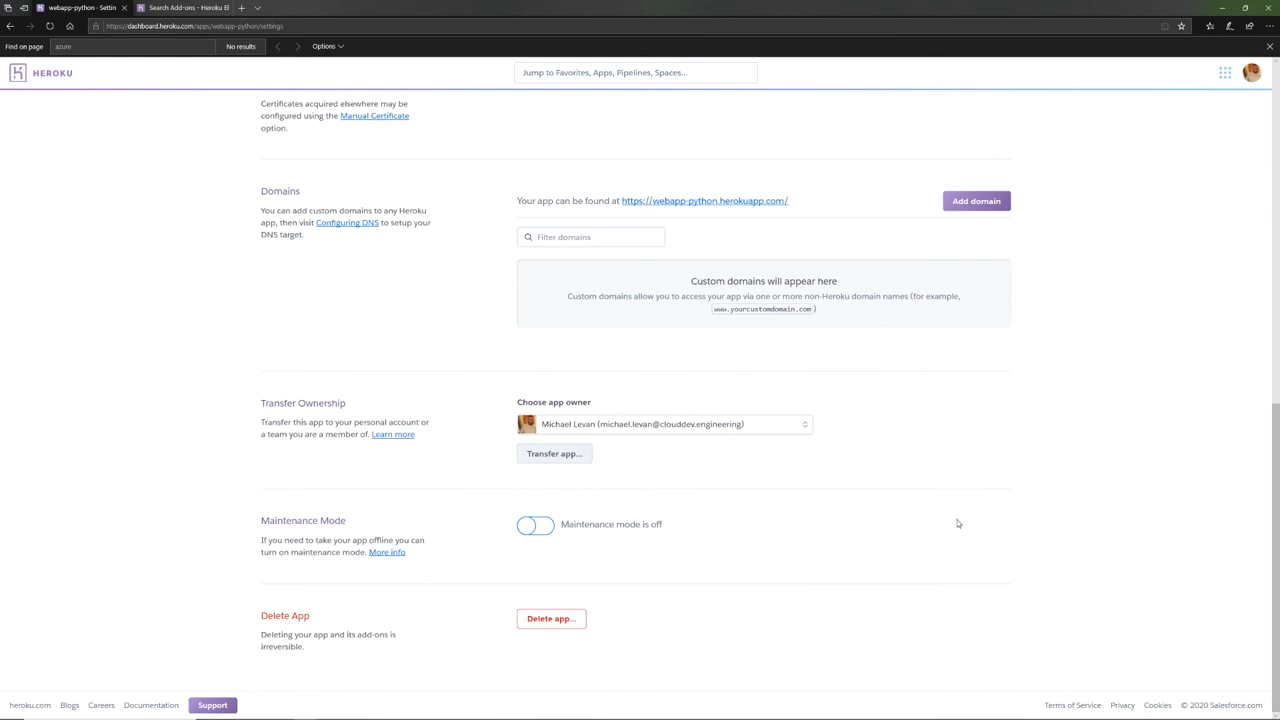 webapp-python - Settin
Search Add-ons - Heroku El
https://dashboard.heroku.com/apps/webapp-python/settings
Find on page
azure
No results
Options
HEROKU
Jump to Favorites, Apps, Pipelines, Spaces...
Certificates acquired elsewhere may be
configured using the Manual Certificate
option.
Domains
You can add custom domains to any Heroku
app, then visit Configuring DNS to setup your
DNS target.
Your app can be found at https://webapp-python.herokuapp.com/
Add domain
Filter domains
Custom domains will appear here
Custom domains allow you to access your app via one or more non-Heroku domain names (for example,
www.yourcustomdomain.com )
Transfer Ownership
Transfer this app to your personal account or
a team you are a member of. Learn more
Choose app owner
Michael Levan (michael.levan@clouddev.engineering)
Transfer app...
Maintenance Mode
If you need to take your app offline you can
turn on maintenance mode. More info
Maintenance mode is off
Delete App
Deleting your app and its add-ons is
irreversible.
Delete app...
heroku.com
Blogs
Careers
Documentation
Support
Terms of Service
Privacy
Cookies
© 2020 Salesforce.com